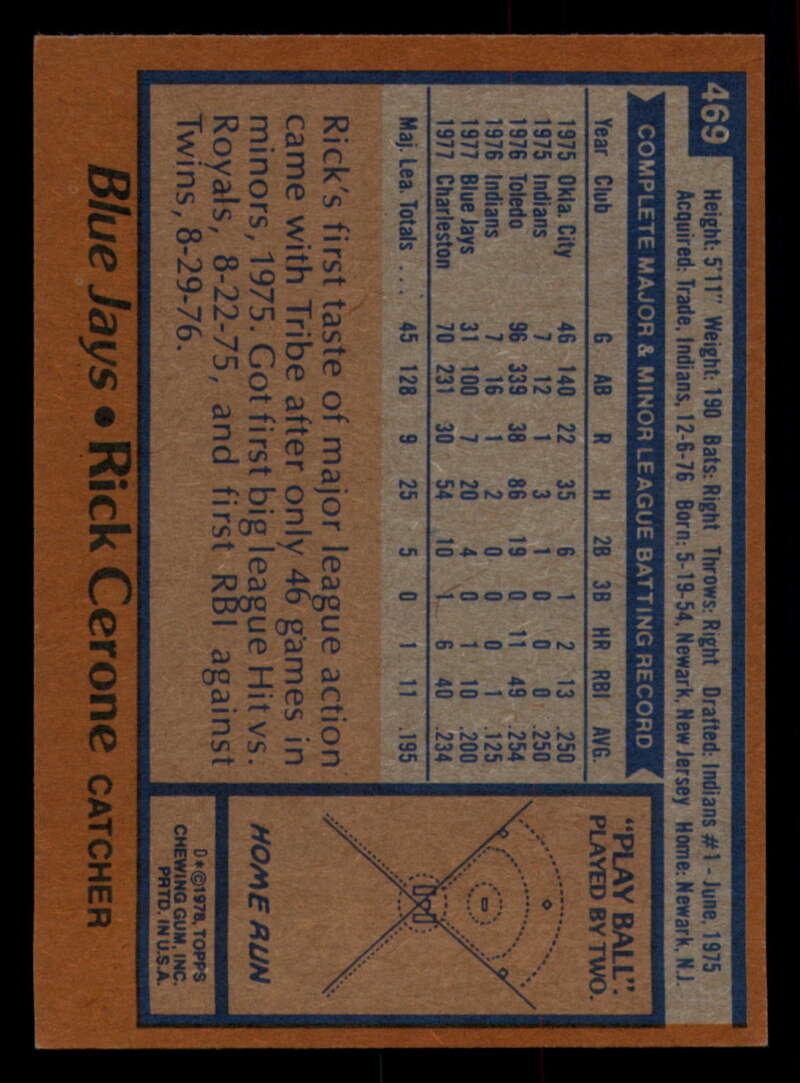 469
Height: 5'11" Weight: 190 Bats: Right Throws: Right Drafted: Indians #1 - June, 1975
Acquired: Trade, Indians, 12-6-76 Born: 5-19-54, Newark, New Jersey Home: Newark, N.J.
COMPLETE MAJOR & MINOR LEAGUE BATTING RECORD
Year Club G AB R H 2B 3B HR RBI AVG.
1975 Okla. City 46 140 22 35 6 1 2 13 .250
1975 Indians 7 12 1 3 1 0 0 0 .250
1976 Toledo 96 339 38 86 19 0 11 49 .254
1976 Indians 7 16 1 2 0 0 0 1 .125
1977 Blue Jays 31 100 7 20 4 0 1 10 .200
1977 Charleston 70 231 30 54 10 1 6 40 .234
Maj. Lea. Totals .... 45 128 9 25 5 0 1 11 .195
Rick's first taste of major league action
came with Tribe after only 46 games in
minors, 1975. Got first big league Hit vs.
Royals, 8-22-75, and first RBI against
Twins, 8-29-76.
"PLAY BALL".
PLAYED BY TWO.
HOME RUN
D*©1978, TOPPS
CHEWING GUM, INC.
PRTD. IN U.S.A.
Blue Jays • Rick Cerone CATCHER